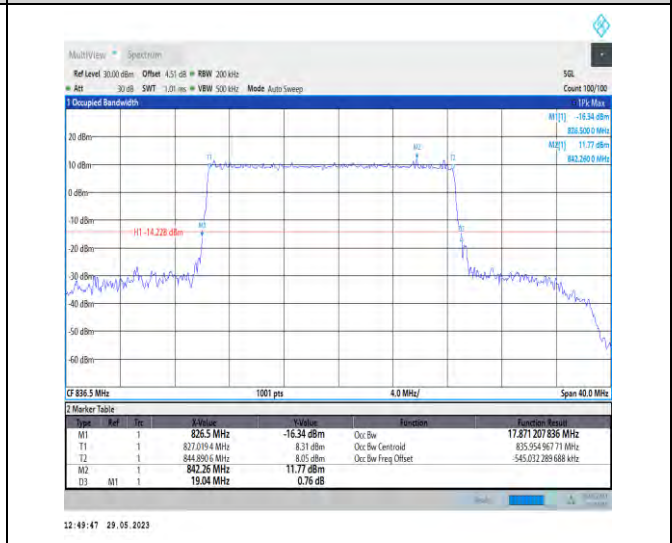 MultiView Spectrum
Ref Level 30.00 dBm Offset 4.51 dB RBW 200 kHz SGL
Att 30 dB SWT 1.01 ms VBW 500 kHz Mode Auto Sweep Count 100/100
1 Occupied Bandwidth 1Pk Max
M1[1] -16.34 dBm
826.500 0 MHz
M2[1] 11.77 dBm
842.260 0 MHz
20 dBm
M2
T1 T2
10 dBm
0 dBm
-10 dBm
H1 -14.228 dBm
-20 dBm
-30 dBm
-40 dBm
-50 dBm
-60 dBm
CF 836.5 MHz 1001 pts 4.0 MHz/ Span 40.0 MHz
2 Marker Table
Type Ref Trc X-Value Y-Value Function Function Result
M1 1 826.5 MHz -16.34 dBm Occ Bw 17.871 207 836 MHz
T1 1 827.019 4 MHz 8.31 dBm Occ Bw Centroid 835.954 967 71 MHz
T2 1 844.890 6 MHz 8.05 dBm Occ Bw Freq Offset -545.032 289 688 kHz
M2 1 842.26 MHz 11.77 dBm
D3 M1 1 19.04 MHz 0.76 dB
12:49:47 29.05.2023